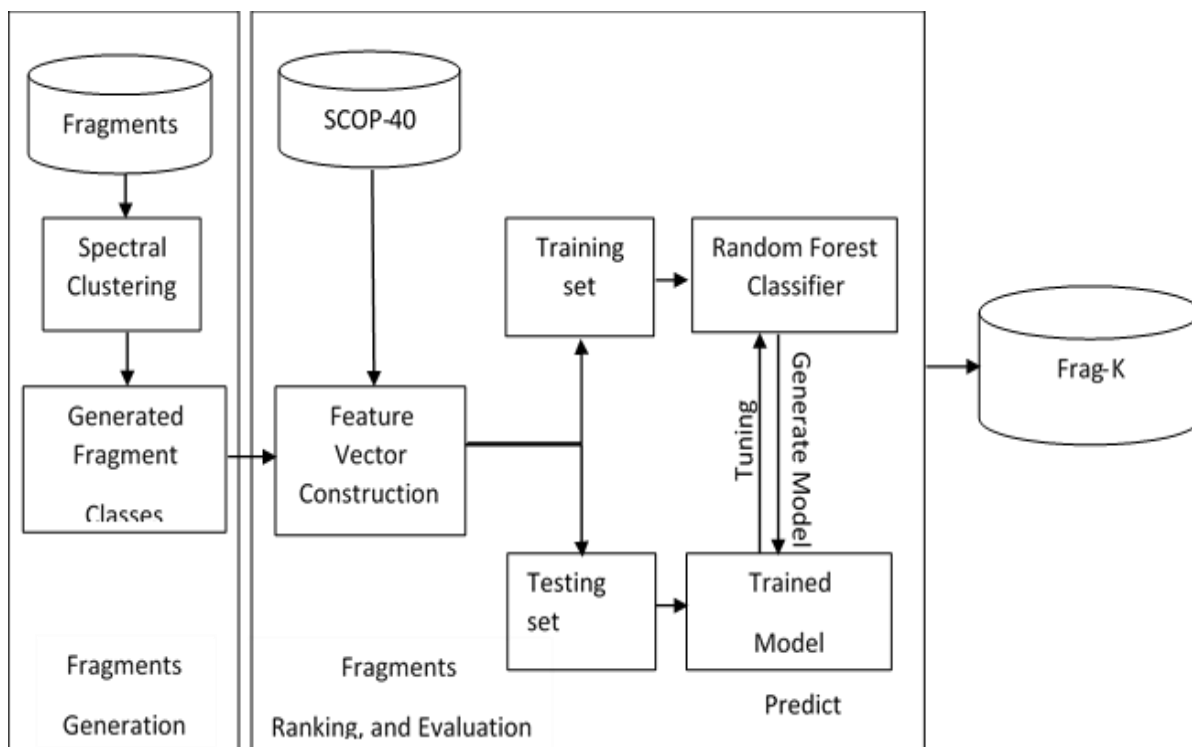 Fragments
Spectral
Clustering
Generated
Fragment
Classes
Fragments
Generation
SCOP-40
Feature
Vector
Construction
Training
set
Testing
set
Random Forest
Classifier
Tuning
Generate Model
Trained
Model
Fragments
Ranking, and Evaluation
Predict
Frag-K